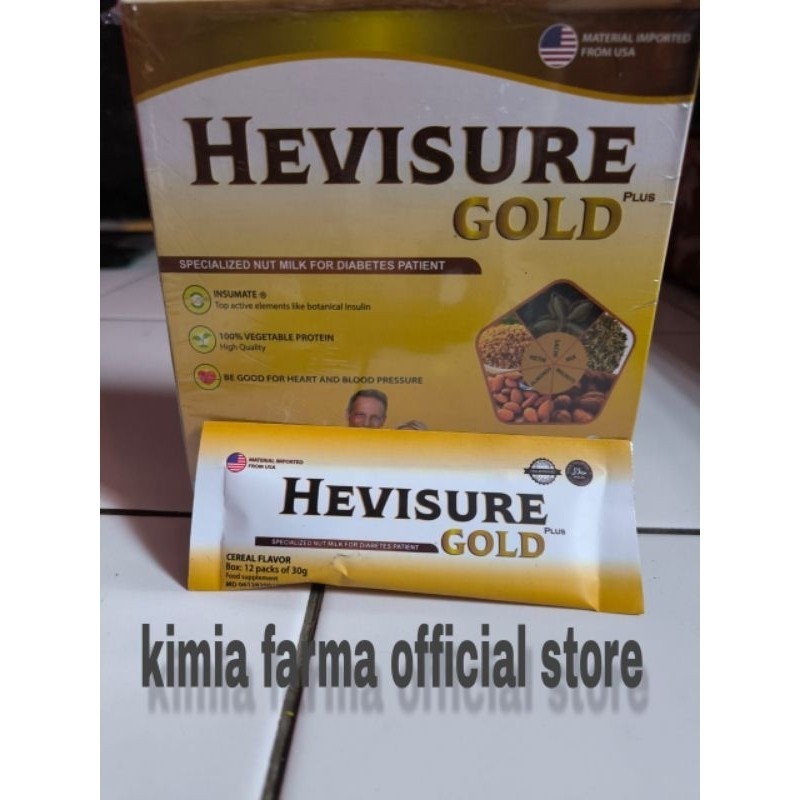 MATERIAL IMPORTED
FROM USA
HEVISURE
PLUS
GOLD
SPECIALIZED NUT MILK FOR DIABETES PATIENT
INSUMATE ®
Top active elements like botanical insulin
100% VEGETABLE PROTEIN
High Quality
BE GOOD FOR HEART AND BLOOD PRESSURE
MATERIAL IMPORTED
FROM USA
HEVISURE
PLUS
GOLD
SPECIALIZED NUT MILK FOR DIABETES PATIENT
CEREAL FLAVOR
Box: 12 packs of 30g
Food supplement
kimia farma official store